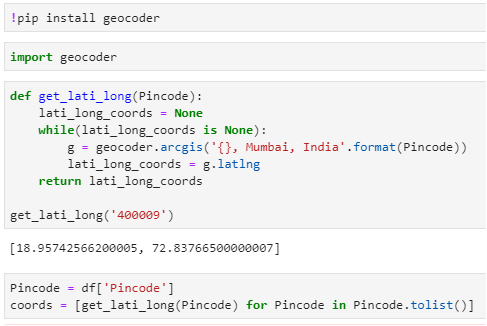 !pip install geocoder
import geocoder
def get_lati_long(Pincode):
    lati_long_coords = None
    while(lati_long_coords is None):
        g = geocoder.arcgis('{}, Mumbai, India'.format(Pincode))
        lati_long_coords = g.latlng
    return lati_long_coords
get_lati_long('400009')
[18.95742566200005, 72.83766500000007]
Pincode = df['Pincode']
coords = [get_lati_long(Pincode) for Pincode in Pincode.tolist()]